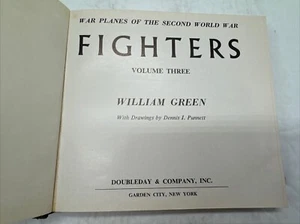 WAR PLANES OF THE SECOND WORLD WAR
FIGHTERS
VOLUME THREE
WILLIAM GREEN
With Drawings by Dennis I. Punnett
DOUBLEDAY & COMPANY, INC.
GARDEN CITY, NEW YORK